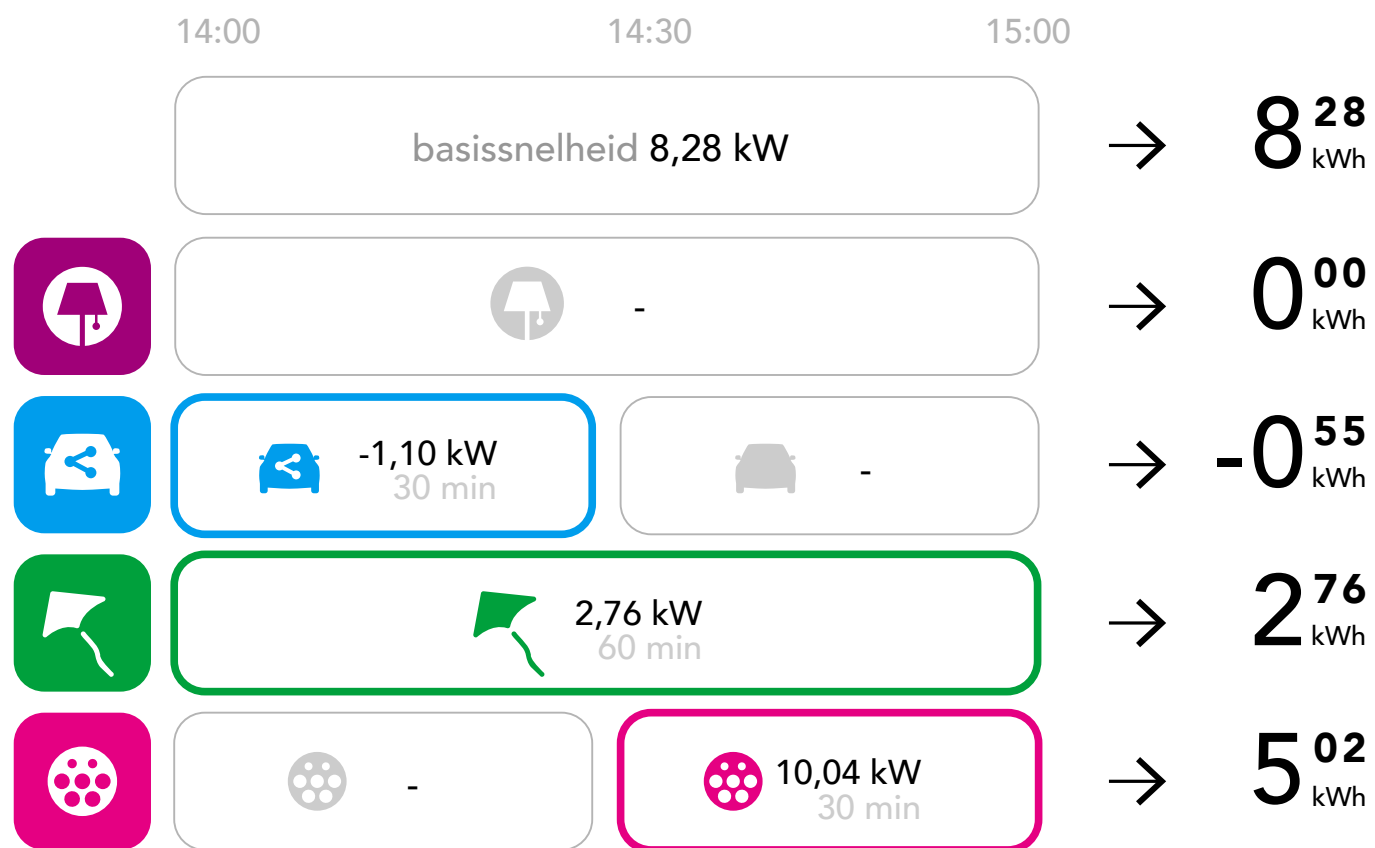 14:00 14:30 15:00
basissnelheid 8,28 kW 8 28 kWh
- 0 00 kWh
-1,10 kW
30 min
-
-0 55 kWh
2,76 kW
60 min
2 76 kWh
-
10,04 kW
30 min
5 02 kWh